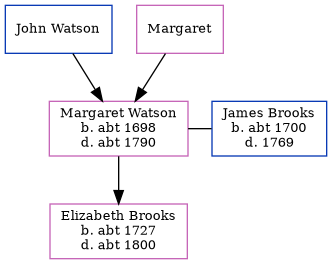 John Watson
Margaret
Margaret Watson
b. abt 1698
d. abt 1790
James Brooks
b. abt 1700
d. 1769
Elizabeth Brooks
b. abt 1727
d. abt 1800